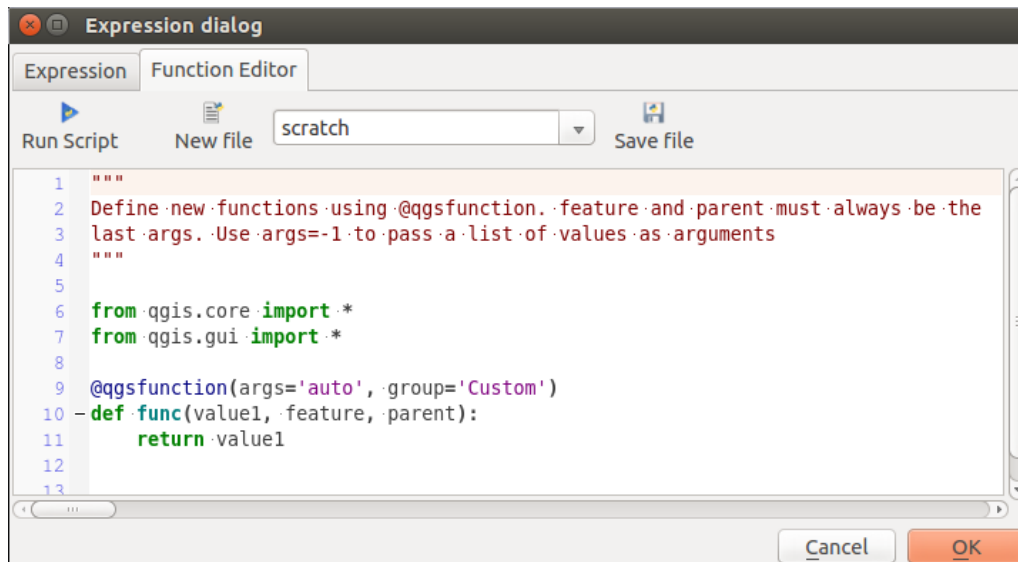 Expression dialog
Expression Function Editor
Run Script New file scratch Save file
1 """
2 Define new functions using @qgsfunction. feature and parent must always be the
3 last args. Use args=-1 to pass a list of values as arguments
4 """
5
6 from qgis.core import *
7 from qgis.gui import *
8
9 @qgsfunction(args='auto', group='Custom')
10 def func(value1, feature, parent):
11     return value1
12
13
Cancel OK